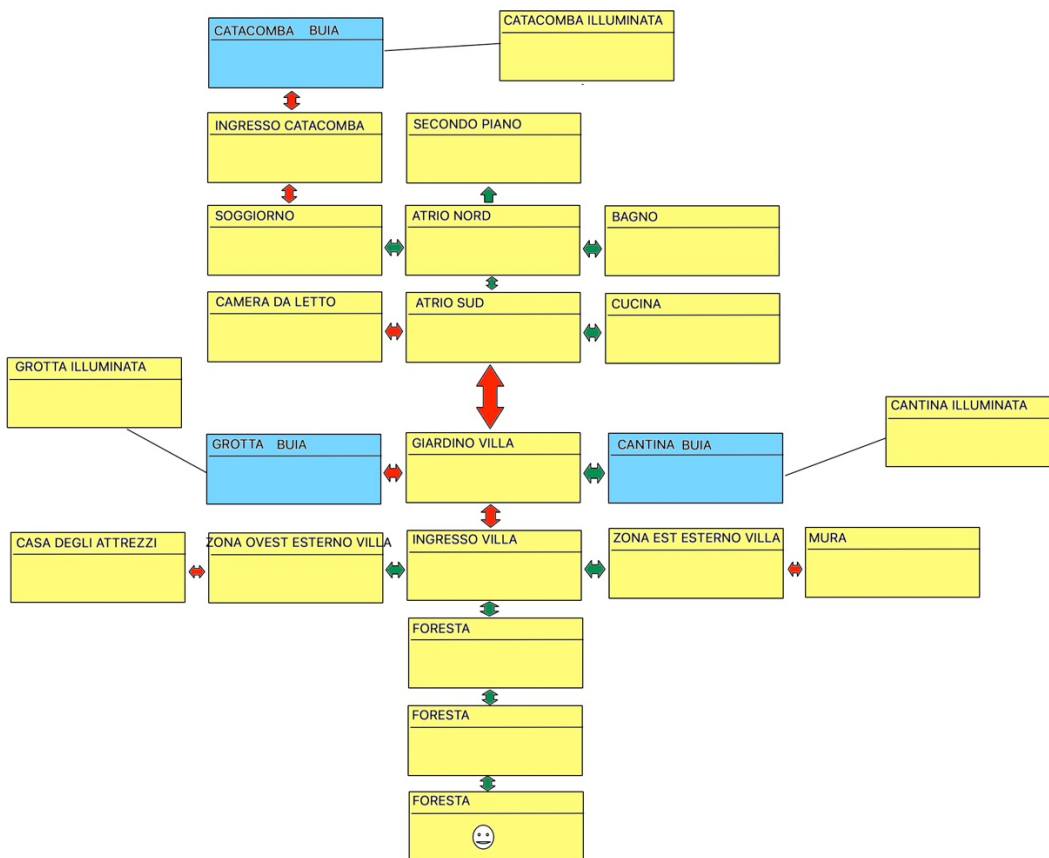 CATACOMBA BUIA
CATACOMBA ILLUMINATA
INGRESSO CATACOMBA
SECONDO PIANO
SOGGIORNO
ATRIO NORD
BAGNO
CAMERA DA LETTO
ATRIO SUD
CUCINA
GROTTA ILLUMINATA
CANTINA ILLUMINATA
GROTTA BUIA
GIARDINO VILLA
CANTINA BUIA
CASA DEGLI ATTREZZI
ZONA OVEST ESTERNO VILLA
INGRESSO VILLA
ZONA EST ESTERNO VILLA
MURA
FORESTA
FORESTA
FORESTA